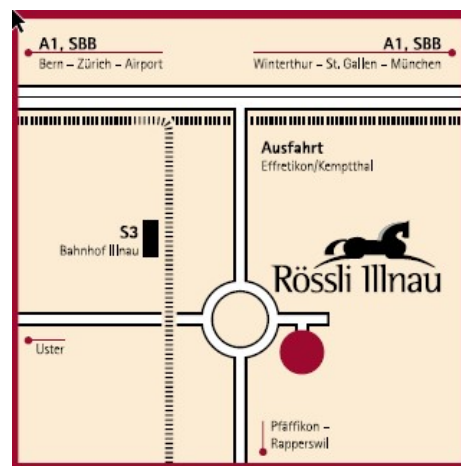 A1, SBB
Bern – Zürich – Airport
A1, SBB
Winterthur – St. Gallen – München
Ausfahrt
Effretikon/Kemptthal
S3
Bahnhof Illnau
Rössli Illnau
Uster
Pfäffikon –
Rapperswil